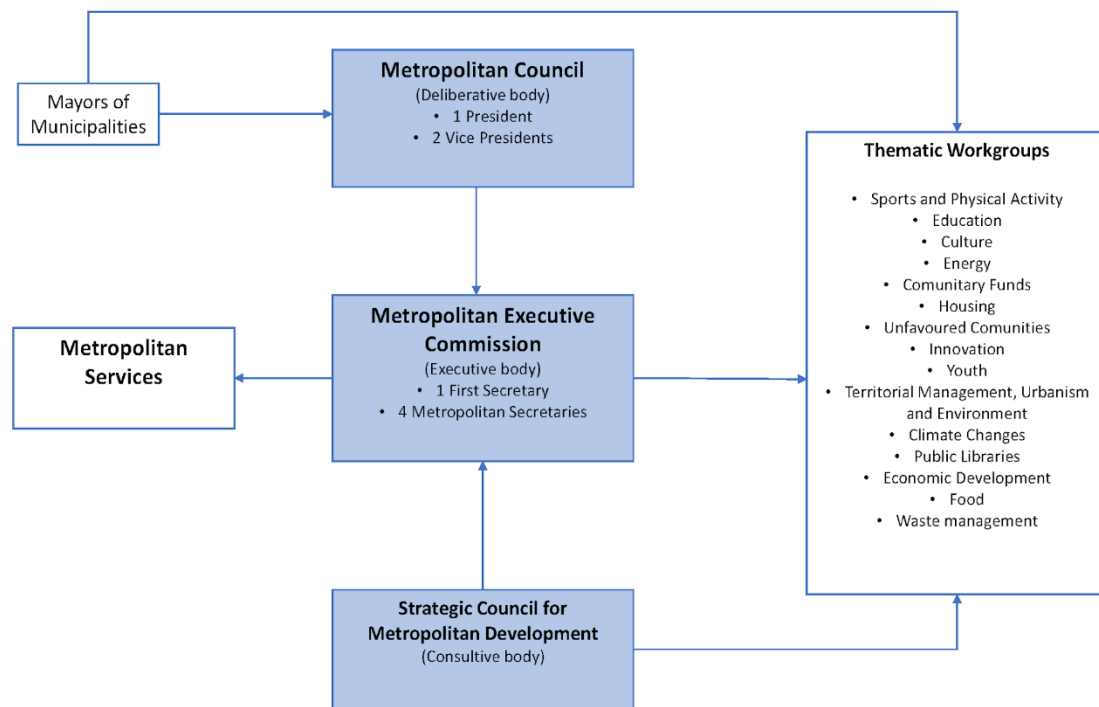 Metropolitan Council
(Deliberative body)
• 1 President
• 2 Vice Presidents
Mayors of
Municipalities
Thematic Workgroups
• Sports and Physical Activity
• Education
• Culture
• Energy
• Comunitary Funds
• Housing
• Unfavoured Comunities
• Innovation
• Youth
• Territorial Management, Urbanism
and Environment
• Climate Changes
• Public Libraries
• Economic Development
• Food
• Waste management
Metropolitan Executive
Commission
(Executive body)
• 1 First Secretary
• 4 Metropolitan Secretaries
Metropolitan
Services
Strategic Council for
Metropolitan Development
(Consultive body)